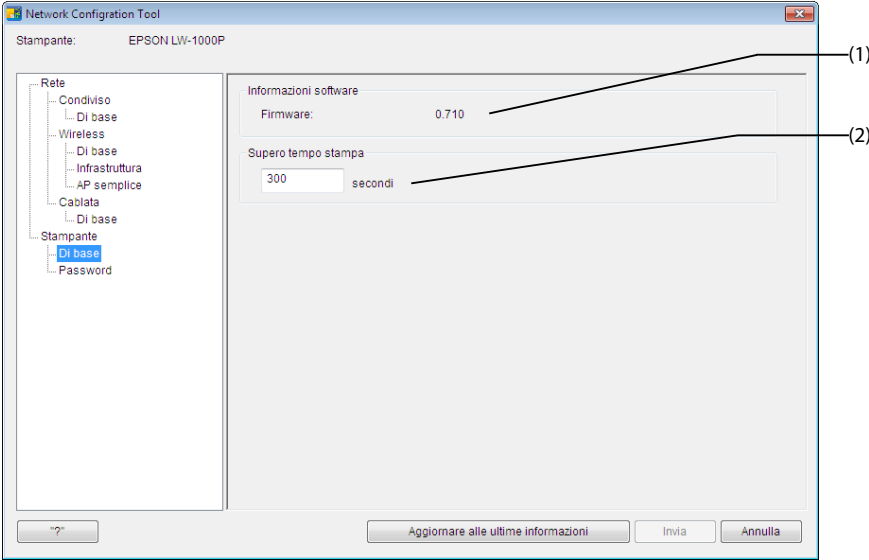 Network Configration Tool
Stampante: EPSON LW-1000P
(1)
Rete
Condiviso
Di base
Wireless
Di base
Infrastruttura
AP semplice
Cablata
Di base
Stampante
Di base
Password
Informazioni software
Firmware: 0.710
(2)
Supero tempo stampa
300 secondi
"?"
Aggiornare alle ultime informazioni
Invia
Annulla